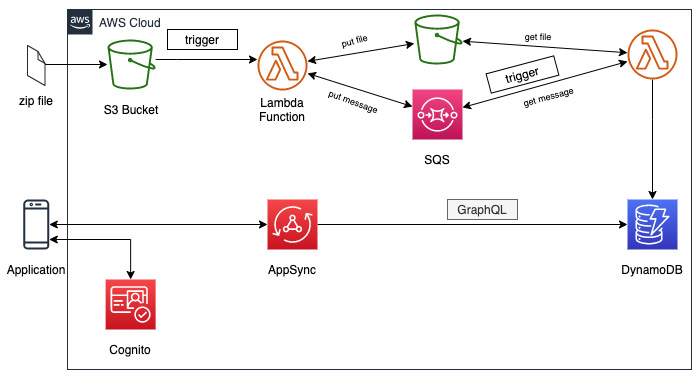 aws
AWS Cloud
trigger
put file
get file
zip file
S3 Bucket
Lambda
Function
put message
trigger
get message
SQS
GraphQL
Application
AppSync
DynamoDB
Cognito